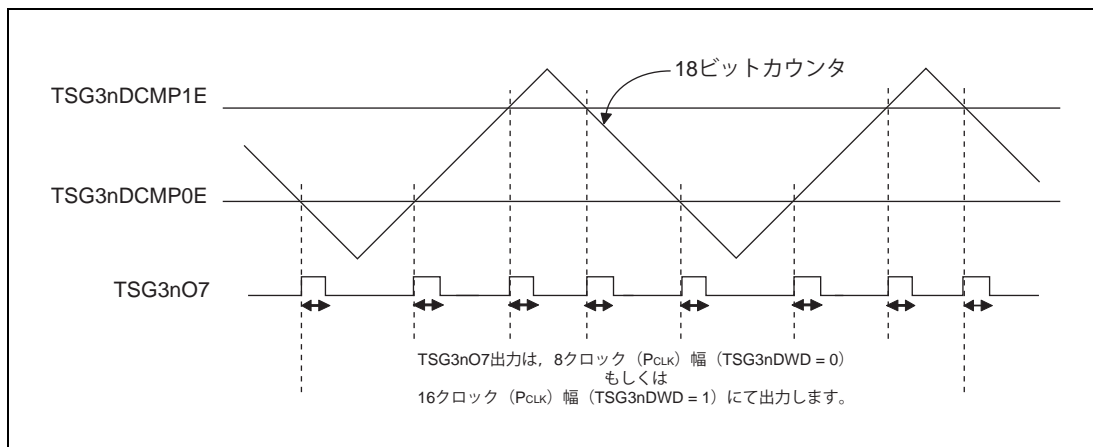 18ビットカウンタ
TSG3nDCMP1E
TSG3nDCMP0E
TSG3nO7
TSG3nO7出力は，8クロック（PCLK）幅（TSG3nDWD = 0）
もしくは
16クロック（PCLK）幅（TSG3nDWD = 1）にて出力します。